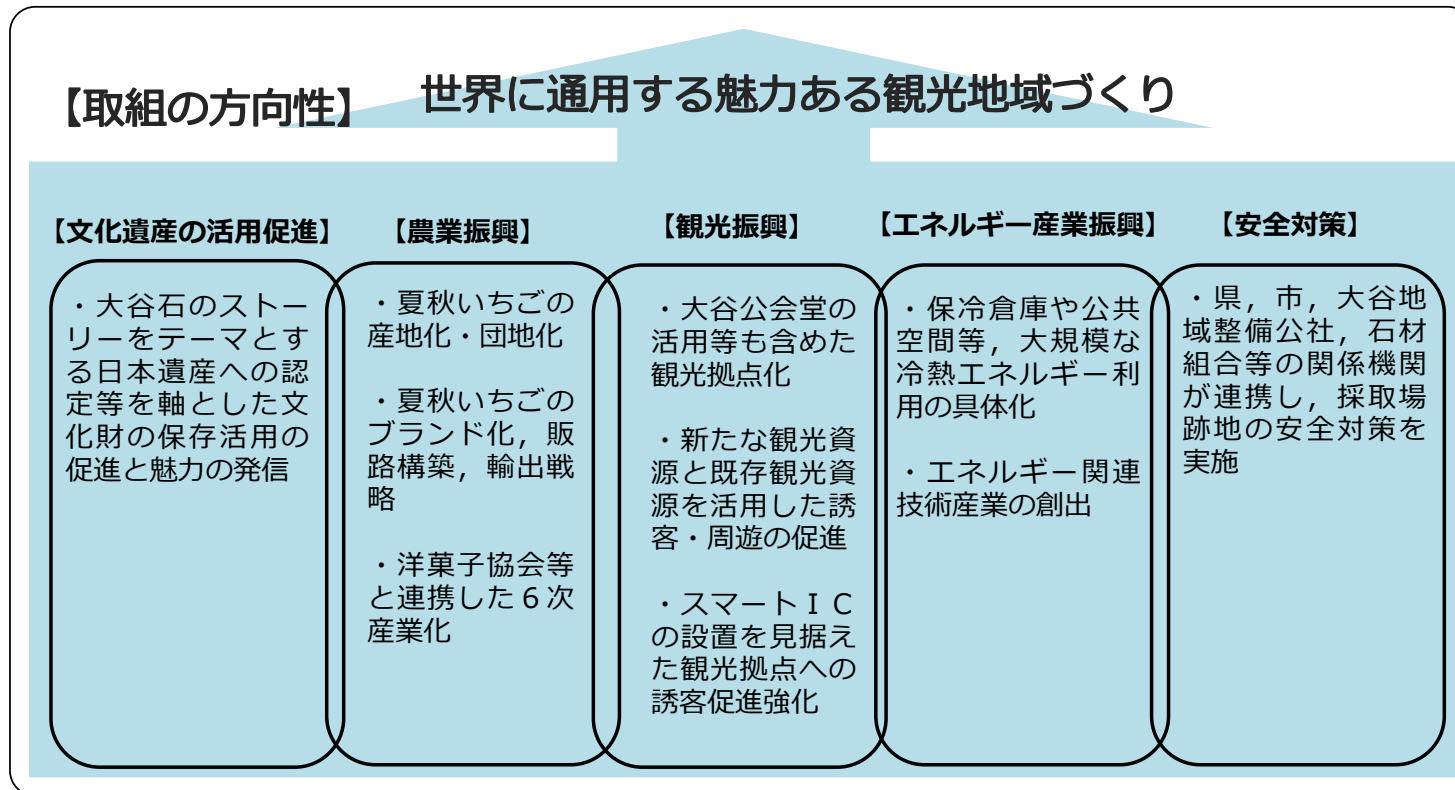 【取組の方向性】
世界に通用する魅力ある観光地域づくり
【文化遺産の活用促進】
・大谷石のストー
リーをテーマとす
る日本遺産への認
定等を軸とした文
化財の保存活用の
促進と魅力の発信
【農業振興】
・夏秋いちごの
産地化・団地化
・夏秋いちごの
ブランド化，販
路構築，輸出戦
略
・洋菓子協会等
と連携した６次
産業化
【観光振興】
・大谷公会堂の
活用等も含めた
観光拠点化
・新たな観光資
源と既存観光資
源を活用した誘
客・周遊の促進
・スマートＩＣ
の設置を見据え
た観光拠点への
誘客促進強化
【エネルギー産業振興】
・保冷倉庫や公共
空間等，大規模な
冷熱エネルギー利
用の具体化
・エネルギー関連
技術産業の創出
【安全対策】
・県，市，大谷地
域整備公社，石材
組合等の関係機関
が連携し，採取場
跡地の安全対策を
実施